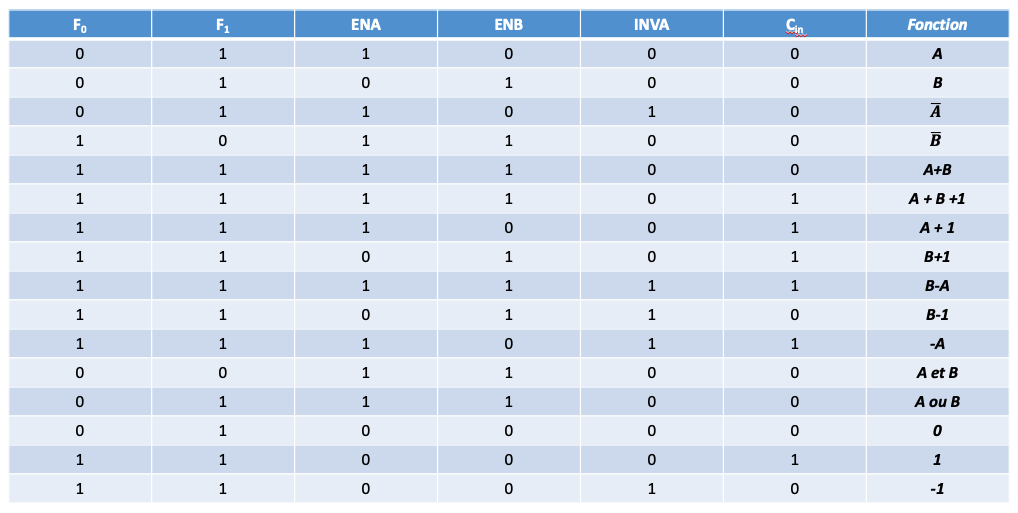 F₀ F₁ ENA ENB INVA Cᵢₙ Fonction
0 1 1 0 0 0 A
0 1 0 1 0 0 B
0 1 1 0 1 0 A̅
1 0 1 1 0 0 B̅
1 1 1 1 0 0 A+B
1 1 1 1 0 1 A + B +1
1 1 1 0 0 1 A + 1
1 1 0 1 0 1 B+1
1 1 1 1 1 1 B-A
1 1 0 1 1 0 B-1
1 1 1 0 1 1 -A
0 0 1 1 0 0 A et B
0 1 1 1 0 0 A ou B
0 1 0 0 0 0 0
1 1 0 0 0 1 1
1 1 0 0 1 0 -1